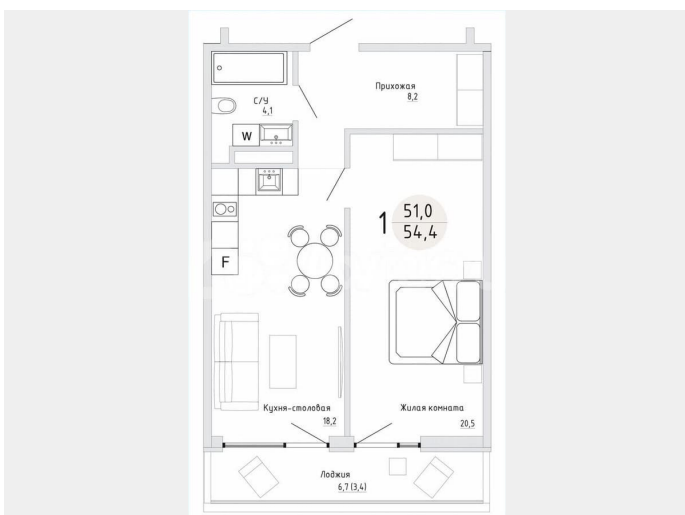 Прихожая
8,2
С/У
4,1
W
1
51,0
54,4
F
Кухня-столовая
18,2
Жилая комната
20,5
Лоджия
6,7 (3,4)